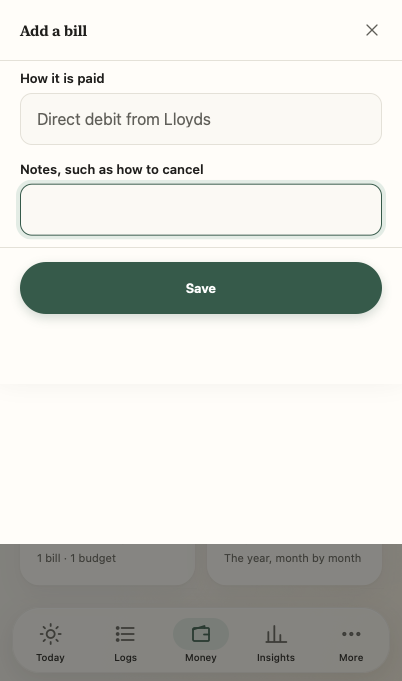 Add a bill
How it is paid
Direct debit from Lloyds
Notes, such as how to cancel
Save
1 bill · 1 budget
The year, month by month
Today
Logs
Money
Insights
More